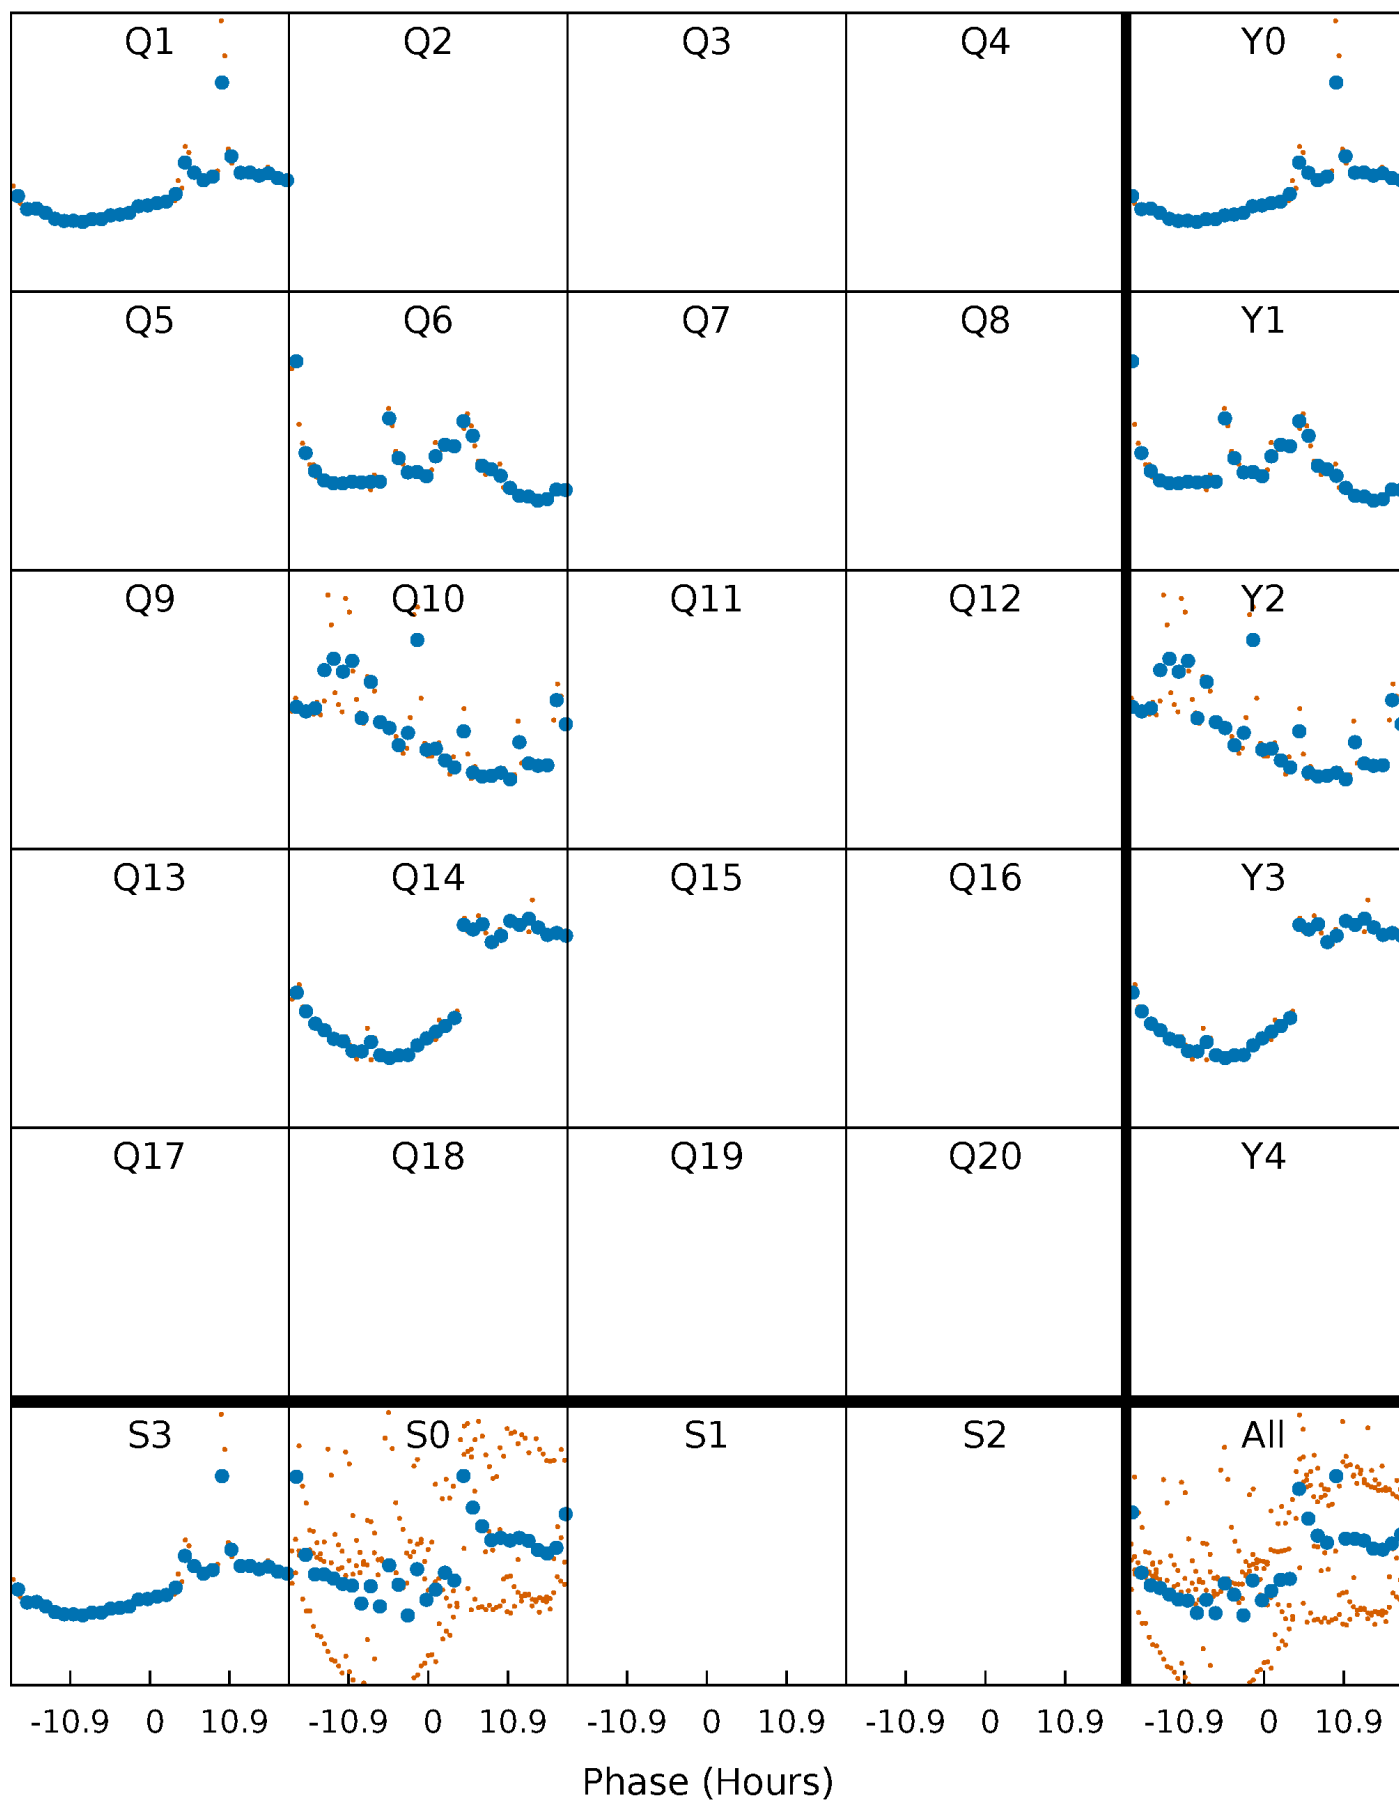 Q1 Q2 Q3 Q4 Y0
Q5 Q6 Q7 Q8 Y1
Q9 Q10 Q11 Q12 Y2
Q13 Q14 Q15 Q16 Y3
Q17 Q18 Q19 Q20 Y4
S3 S0 S1 S2 All
-10.9 0 10.9 -10.9 0 10.9 -10.9 0 10.9 -10.9 0 10.9 -10.9 0 10.9
Phase (Hours)